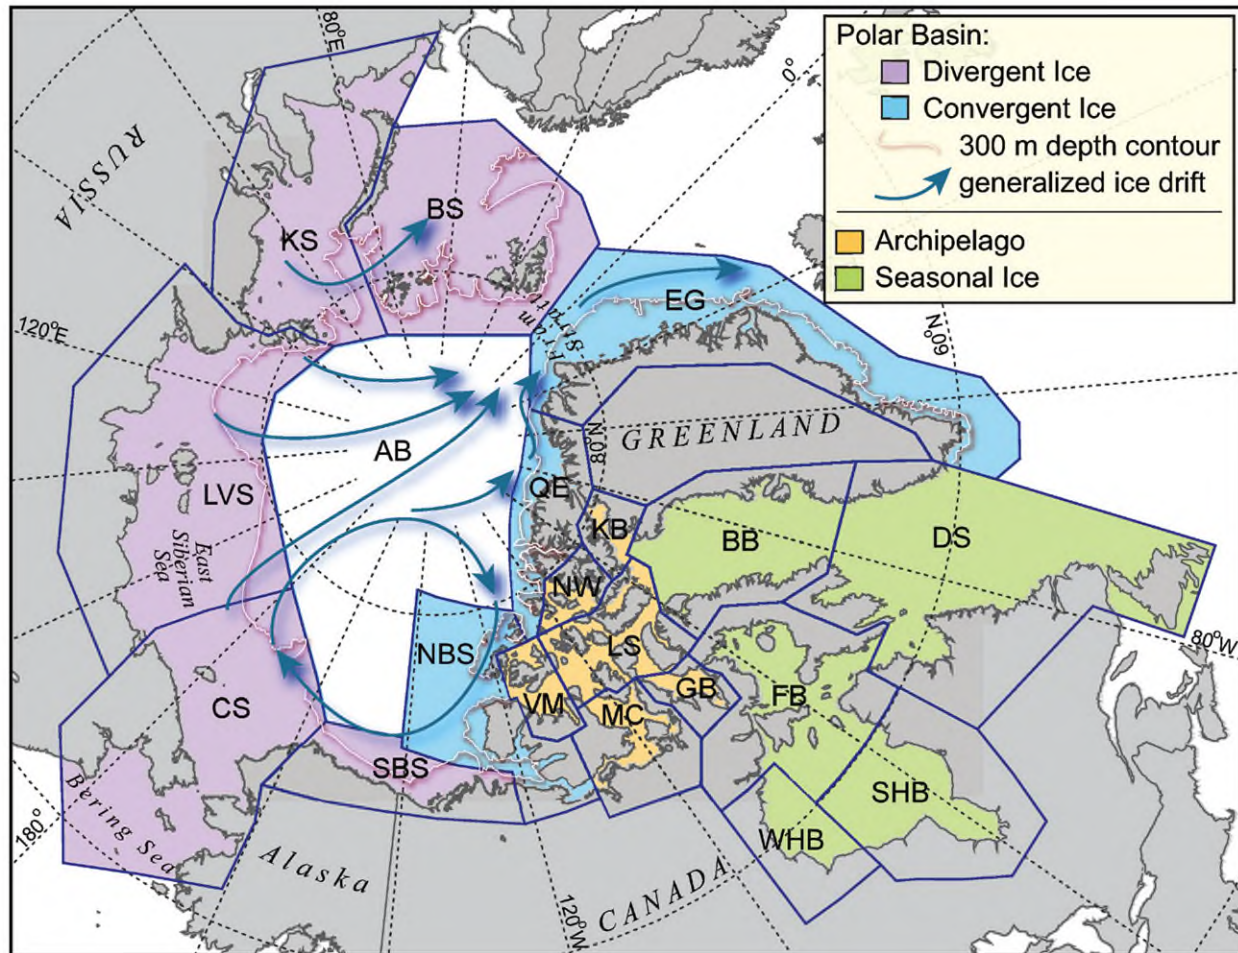 Polar Basin:
Divergent Ice
Convergent Ice
300 m depth contour
generalized ice drift
Archipelago
Seasonal Ice
80°E
0°
RUSSIA
BS
KS
EG
120°E
60°N
Fram Strait
80°N
GREENLAND
AB
QE
LVS
KB
BB
DS
East
Siberian
Sea
NW
80°W
NBS
LS
GB
CS
VM
MC
FB
SBS
SHB
WHB
Bering Sea
180°
Alaska
120°W
CANADA